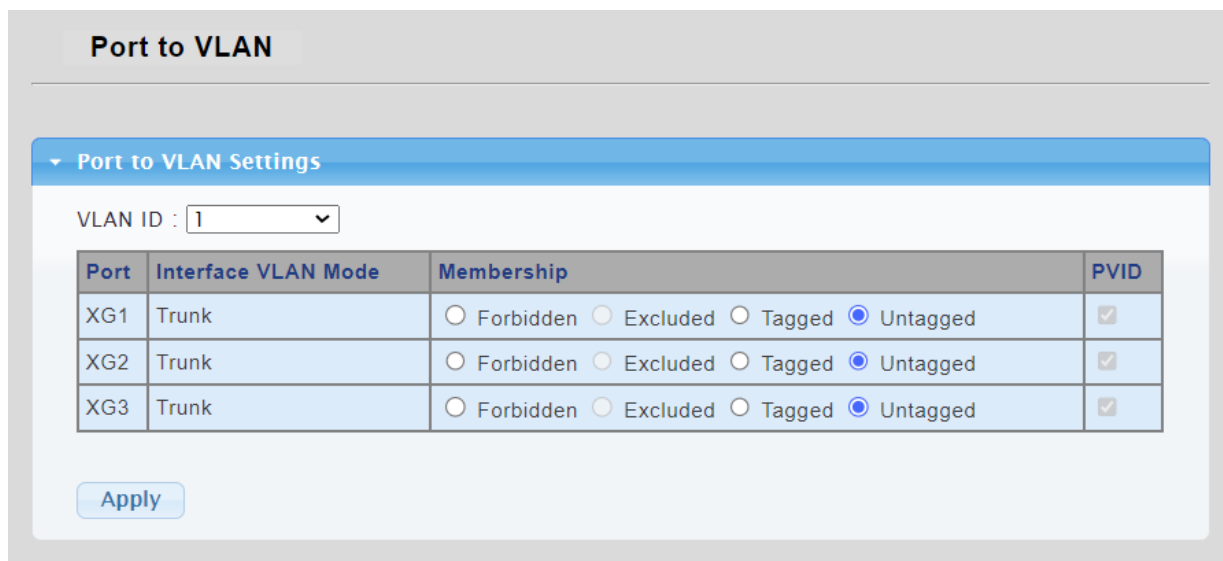 Port to VLAN
Port to VLAN Settings
VLAN ID : 1
Port Interface VLAN Mode Membership PVID
XG1 Trunk Forbidden Excluded Tagged Untagged
XG2 Trunk Forbidden Excluded Tagged Untagged
XG3 Trunk Forbidden Excluded Tagged Untagged
Apply